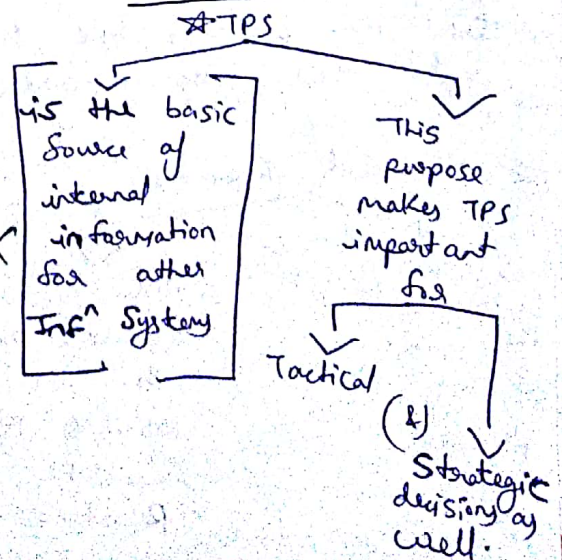 ☆ TPS
is the basic
Source of
internal
information
for other
Infⁿ Systems
This
purpose
makes TPS
important
for
Tactical
(&)
Strategic
decisions as
well.